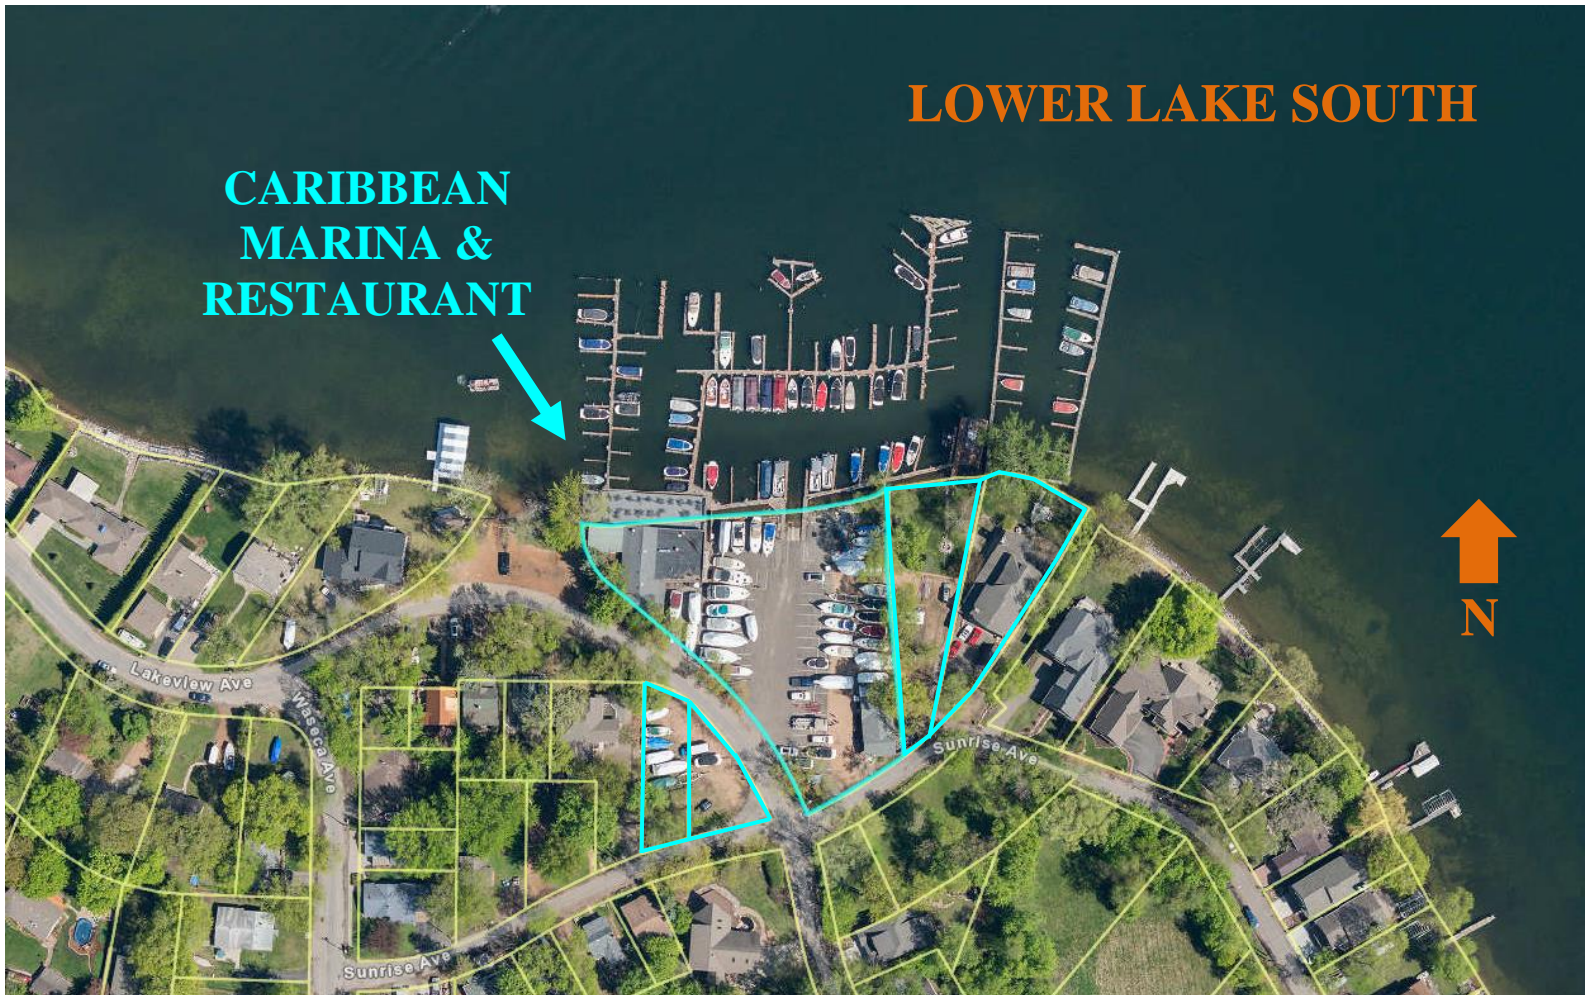 LOWER LAKE SOUTH
CARIBBEAN
MARINA &
RESTAURANT
N
Lakeview Ave
Waseca Ave
Sunrise Ave
Sunrise Ave